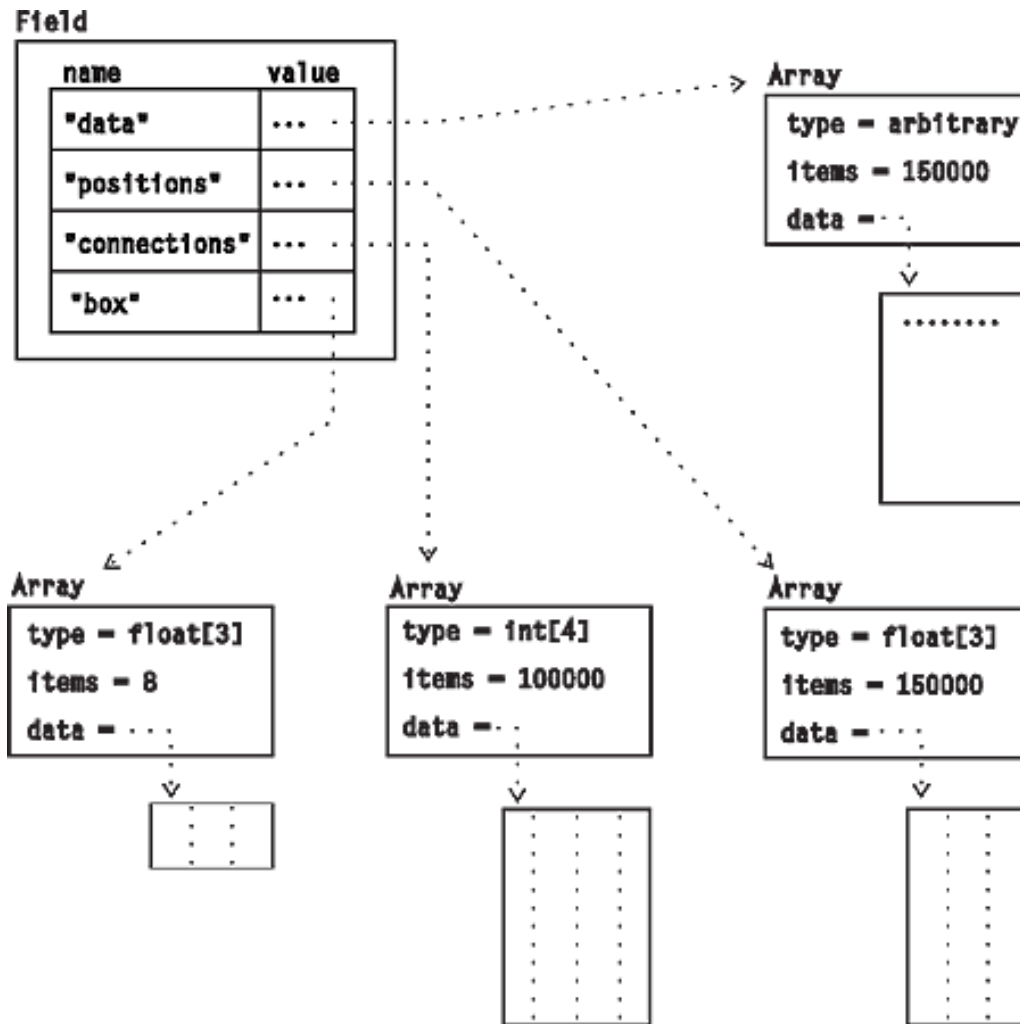 Field
name value
"data" ...
"positions" ...
"connections" ...
"box" ...
Array
type = arbitrary
items = 150000
data =
Array
type = float[3]
items = 8
data =
Array
type = int[4]
items = 100000
data =
Array
type = float[3]
items = 150000
data =